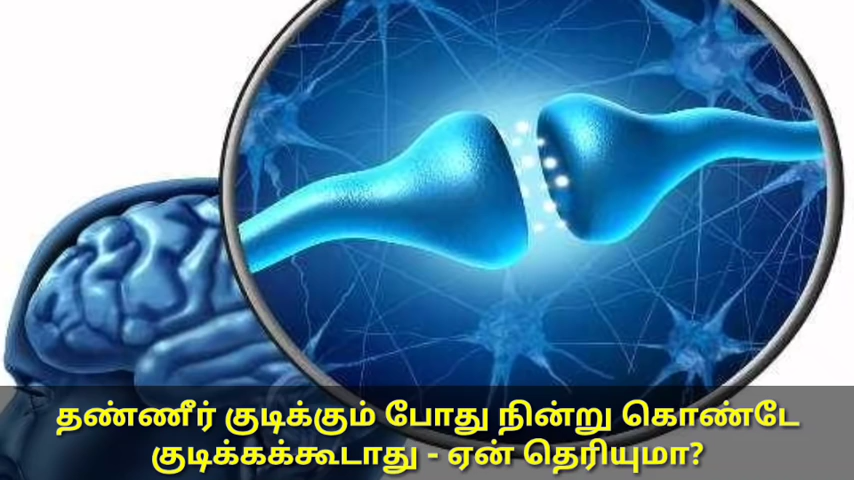 தண்ணீர் குடிக்கும் போது நின்று கொண்டே
குடிக்கக்கூடாது - ஏன் தெரியுமா?